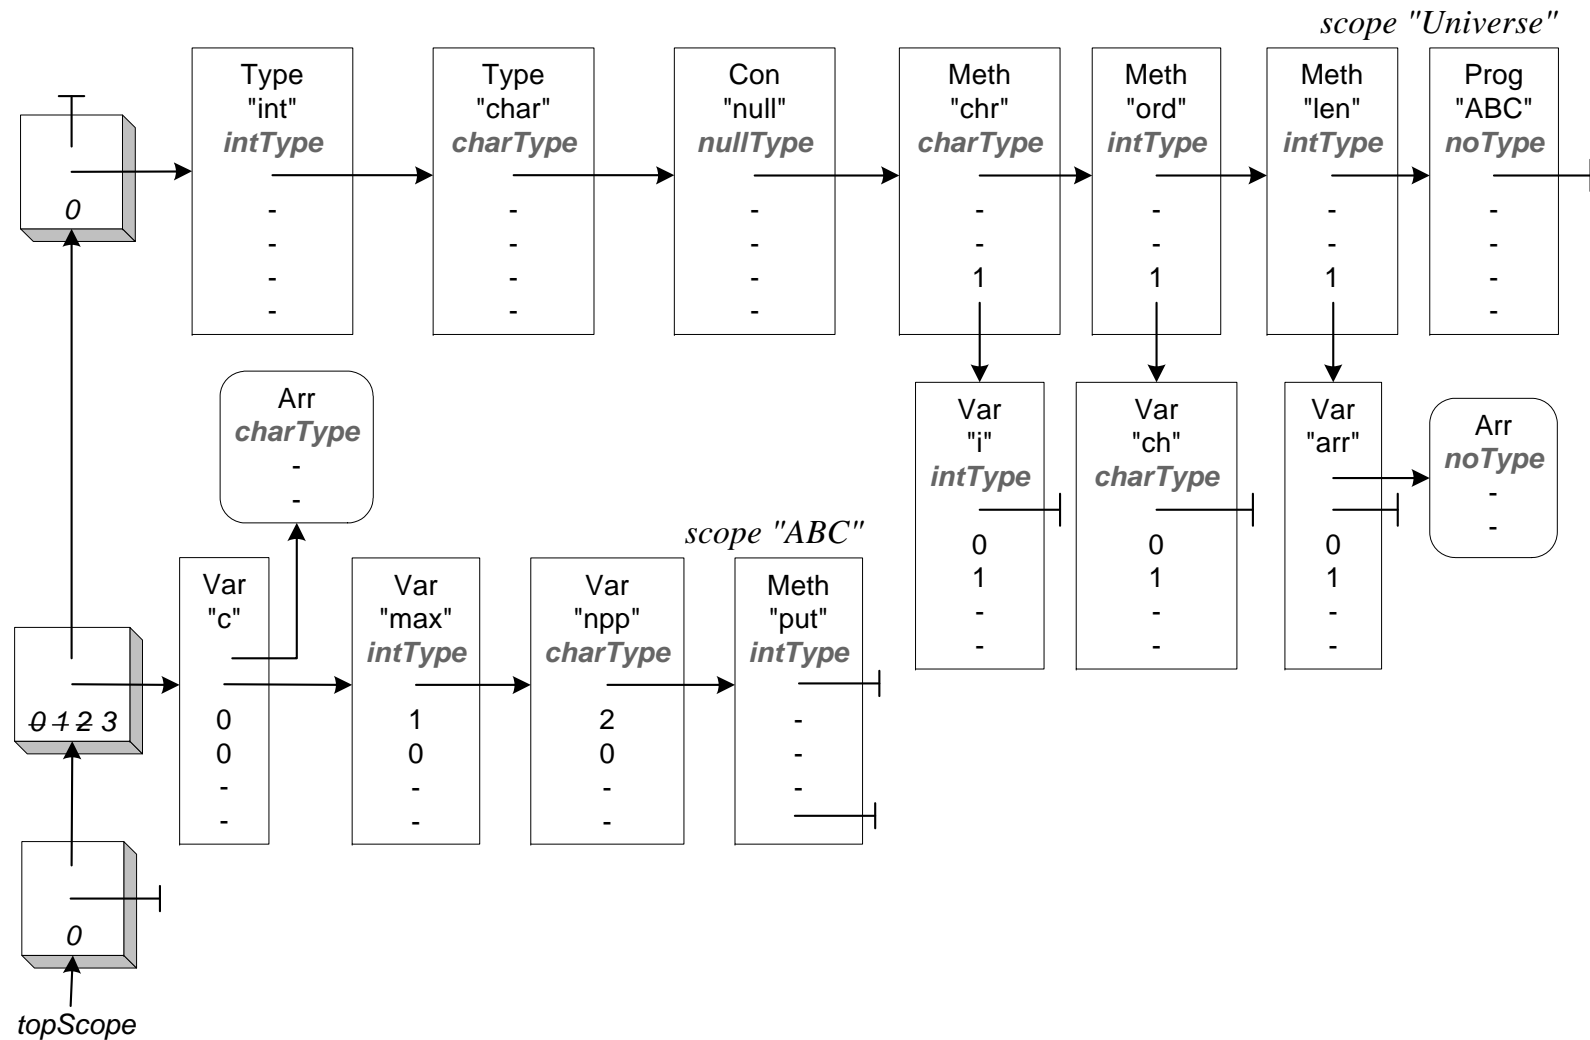 scope "Universe"
Type
"int"
intType
-
-
-
-
Type
"char"
charType
-
-
-
-
Con
"null"
nullType
-
-
-
-
Meth
"chr"
charType
-
-
1
Meth
"ord"
intType
-
-
1
Meth
"len"
intType
-
-
1
Prog
"ABC"
noType
-
-
-
-
0
Arr
charType
-
-
Var
"i"
intType
0
1
-
-
Var
"ch"
charType
0
1
-
-
Var
"arr"
0
1
-
-
Arr
noType
-
-
scope "ABC"
0 1 2 3
Var
"c"
0
0
-
-
Var
"max"
intType
1
0
-
-
Var
"npp"
charType
2
0
-
-
Meth
"put"
intType
-
-
-
0
topScope